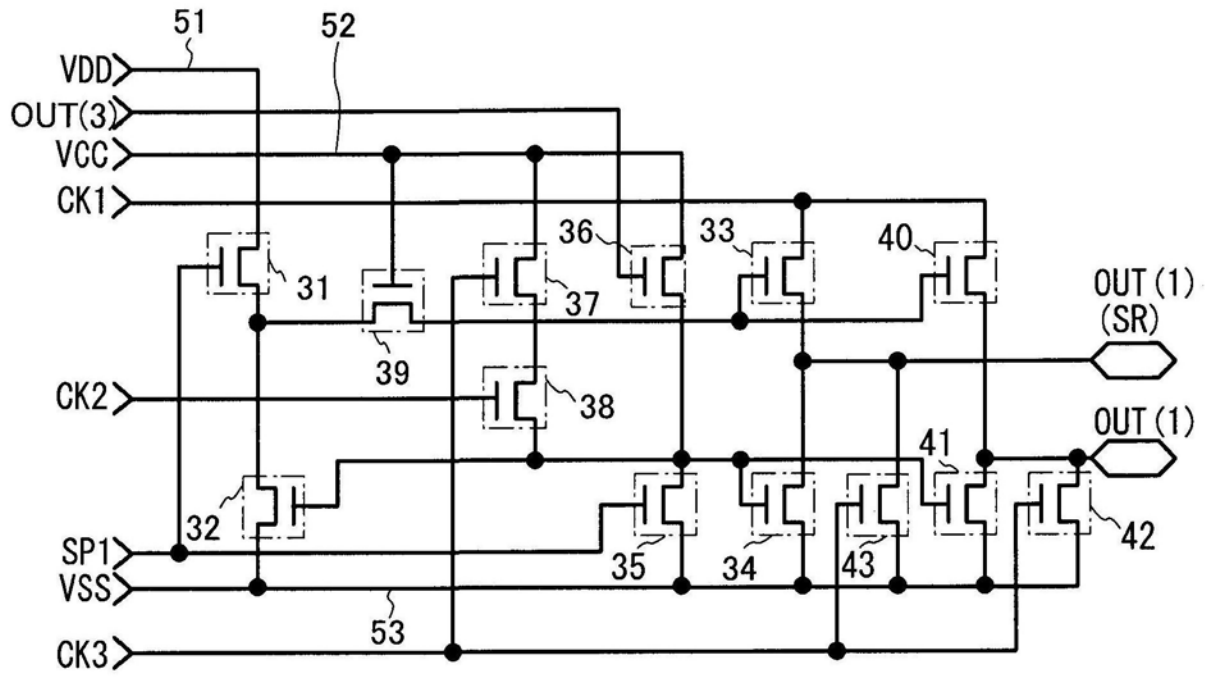 51
52
VDD
OUT(3)
VCC
CK1
31
39
37
36
33
40
OUT(1)
(SR)
CK2
38
OUT(1)
32
35
34
43
41
42
SP1
VSS
53
CK3